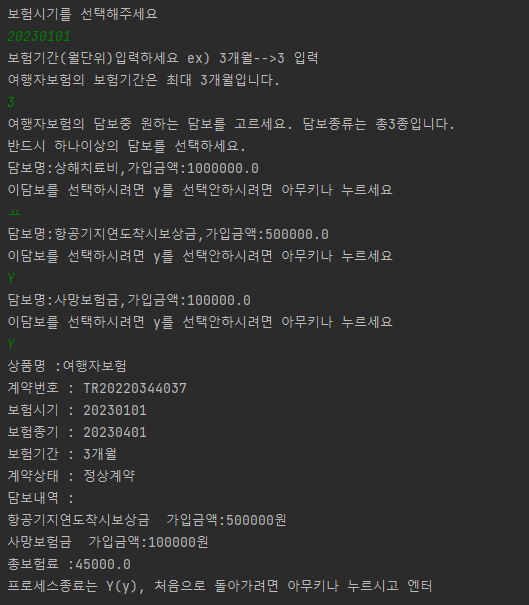 보험시기를 선택해주세요
20230101
보험기간(월단위)입력하세요 ex) 3개월-->3 입력
여행자보험의 보험기간은 최대 3개월입니다.
3
여행자보험의 담보중 원하는 담보를 고르세요. 담보종류는 총3종입니다.
반드시 하나이상의 담보를 선택하세요.
담보명:상해치료비,가입금액:1000000.0
이담보를 선택하시려면 y를 선택안하시려면 아무키나 누르세요
ㅛ
담보명:항공기지연도착시보상금,가입금액:500000.0
이담보를 선택하시려면 y를 선택안하시려면 아무키나 누르세요
Y
담보명:사망보험금,가입금액:100000.0
이담보를 선택하시려면 y를 선택안하시려면 아무키나 누르세요
Y
상품명 :여행자보험
계약번호 : TR20220344037
보험시기 : 20230101
보험종기 : 20230401
보험기간 : 3개월
계약상태 : 정상계약
담보내역 :
항공기지연도착시보상금  가입금액:500000원
사망보험금  가입금액:100000원
총보험료 :45000.0
프로세스종료는 Y(y), 처음으로 돌아가려면 아무키나 누르시고 엔터